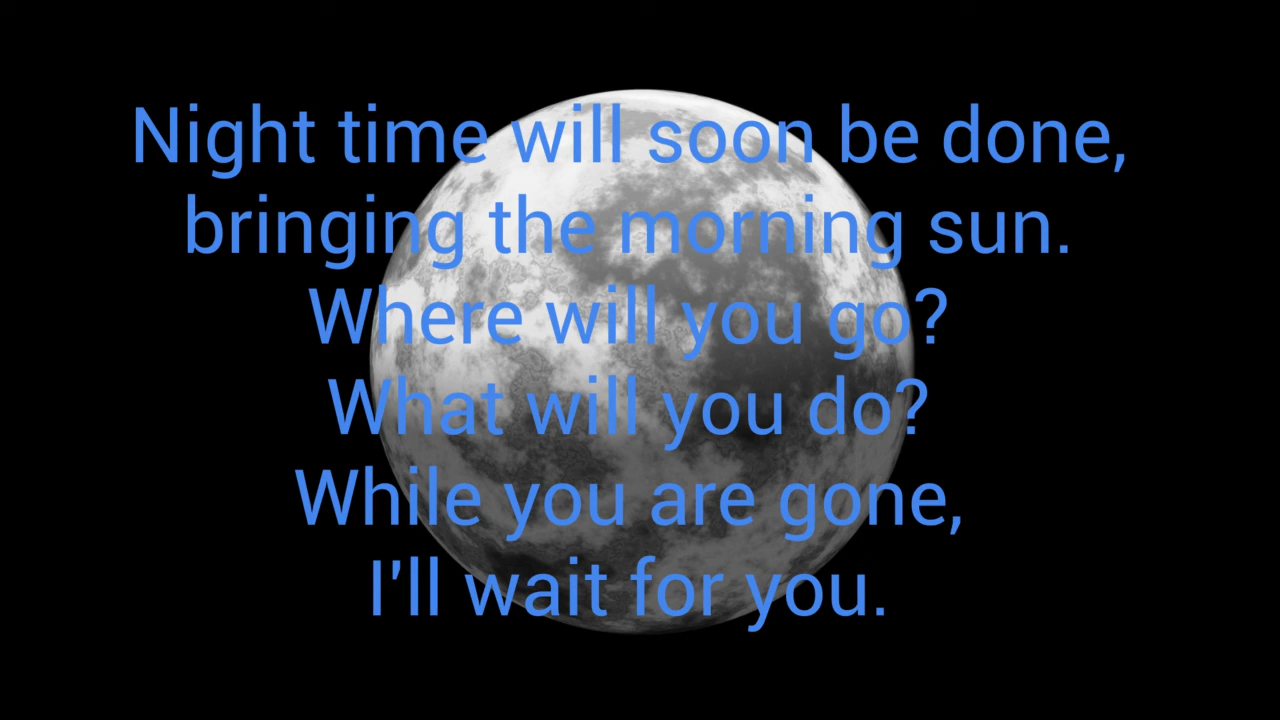 Night time will soon be done,
bringing the morning sun.
Where will you go?
What will you do?
While you are gone,
I'll wait for you.